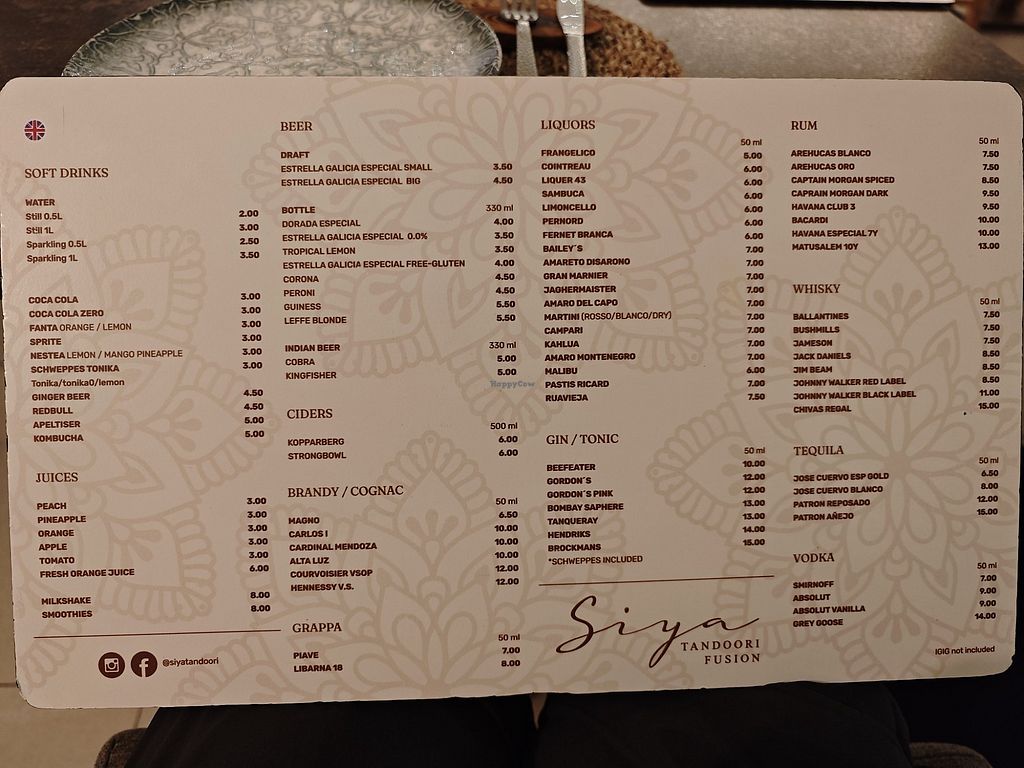 SOFT DRINKS
WATER
Still 0.5L 2.00
Still 1L 3.00
Sparkling 0.5L 2.50
Sparkling 1L 3.50
COCA COLA 3.00
COCA COLA ZERO 3.00
FANTA ORANGE / LEMON 3.00
SPRITE 3.00
NESTEA LEMON / MANGO PINEAPPLE 3.00
SCHWEPPES TONIKA 3.00
Tonika/tonika0/lemon
GINGER BEER 4.50
REDBULL 4.50
APELTISER 5.00
KOMBUCHA 5.00
JUICES
PEACH 3.00
PINEAPPLE 3.00
ORANGE 3.00
APPLE 3.00
TOMATO 3.00
FRESH ORANGE JUICE 6.00
MILKSHAKE 8.00
SMOOTHIES 8.00
@siyatandoori
BEER
DRAFT
ESTRELLA GALICIA ESPECIAL SMALL 3.50
ESTRELLA GALICIA ESPECIAL BIG 4.50
BOTTLE 330 ml
DORADA ESPECIAL 4.00
ESTRELLA GALICIA ESPECIAL 0.0% 3.50
TROPICAL LEMON 3.50
ESTRELLA GALICIA ESPECIAL FREE-GLUTEN 4.00
CORONA 4.50
PERONI 4.50
GUINESS 5.50
LEFFE BLONDE 5.50
INDIAN BEER 330 ml
COBRA 5.00
KINGFISHER 5.00
CIDERS
500 ml
KOPPARBERG 6.00
STRONGBOWL 6.00
BRANDY / COGNAC
50 ml
MAGNO 6.50
CARLOS I 10.00
CARDINAL MENDOZA 10.00
ALTA LUZ 10.00
COURVOISIER VSOP 12.00
HENNESSY V.S. 12.00
GRAPPA
50 ml
PIAVE 7.00
LIBARNA 18 8.00
LIQUORS
50 ml
FRANGELICO 5.00
COINTREAU 6.00
LIQUER 43 6.00
SAMBUCA 6.00
LIMONCELLO 6.00
PERNORD 6.00
FERNET BRANCA 6.00
BAILEY´S 7.00
AMARETO DISARONO 7.00
GRAN MARNIER 7.00
JAGHERMAISTER 7.00
AMARO DEL CAPO 7.00
MARTINI (ROSSO/BLANCO/DRY) 7.00
CAMPARI 7.00
KAHLUA 7.00
AMARO MONTENEGRO 7.00
MALIBU 6.00
PASTIS RICARD 7.00
RUAVIEJA 7.50
GIN / TONIC
50 ml
BEEFEATER 10.00
GORDON´S 12.00
GORDON´S PINK 12.00
BOMBAY SAPHERE 13.00
TANQUERAY 13.00
HENDRIKS 14.00
BROCKMANS 15.00
*SCHWEPPES INCLUDED
Siya
TANDOORI
FUSION
RUM
50 ml
AREHUCAS BLANCO 7.50
AREHUCAS ORO 7.50
CAPTAIN MORGAN SPICED 8.50
CAPRAIN MORGAN DARK 9.50
HAVANA CLUB 3 9.50
BACARDI 10.00
HAVANA ESPECIAL 7Y 10.00
MATUSALEM 10Y 13.00
WHISKY
50 ml
BALLANTINES 7.50
BUSHMILLS 7.50
JAMESON 7.50
JACK DANIELS 8.50
JIM BEAM 8.50
JOHNNY WALKER RED LABEL 8.50
JOHNNY WALKER BLACK LABEL 11.00
CHIVAS REGAL 15.00
TEQUILA
50 ml
JOSE CUERVO ESP GOLD 6.50
JOSE CUERVO BLANCO 8.00
PATRON REPOSADO 12.00
PATRON AÑEJO 15.00
VODKA
50 ml
SMIRNOFF 7.00
ABSOLUT 9.00
ABSOLUT VANILLA 9.00
GREY GOOSE 14.00
IGIG not included
HappyCow